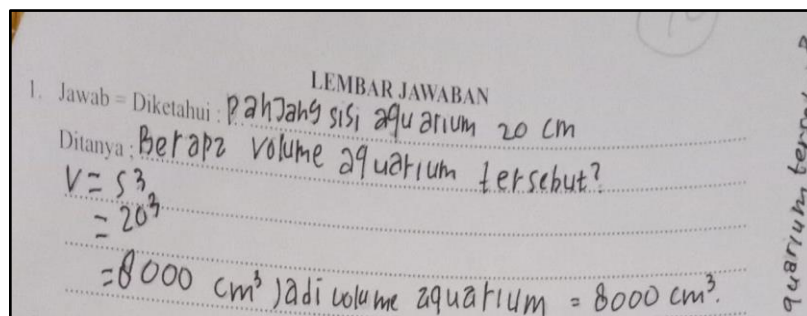 LEMBAR JAWABAN
1. Jawab = Diketahui : Panjang sisi aquarium 20 cm
Ditanya : Berapa volume aquarium tersebut?
V = S³
= 20³
= 8000 cm³ Jadi volume aquarium = 8000 cm³.
quarium